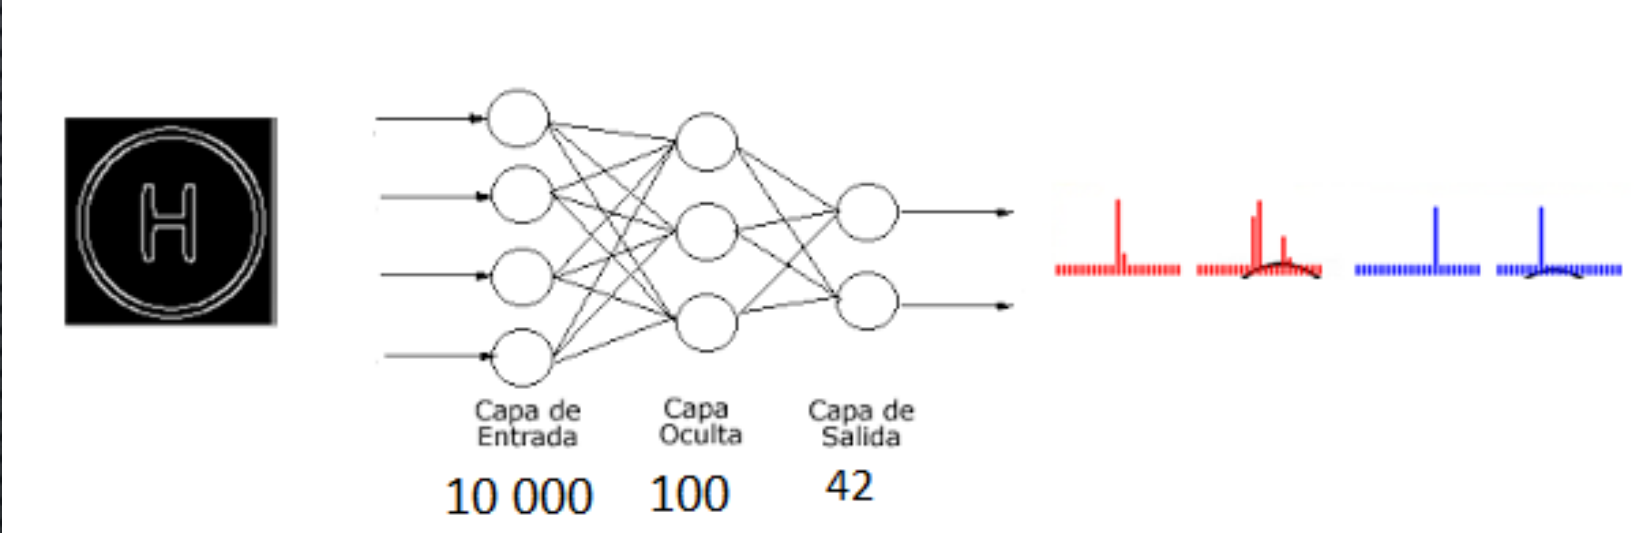 H
Capa de
Entrada
Capa
Oculta
Capa de
Salida
10 000
100
42